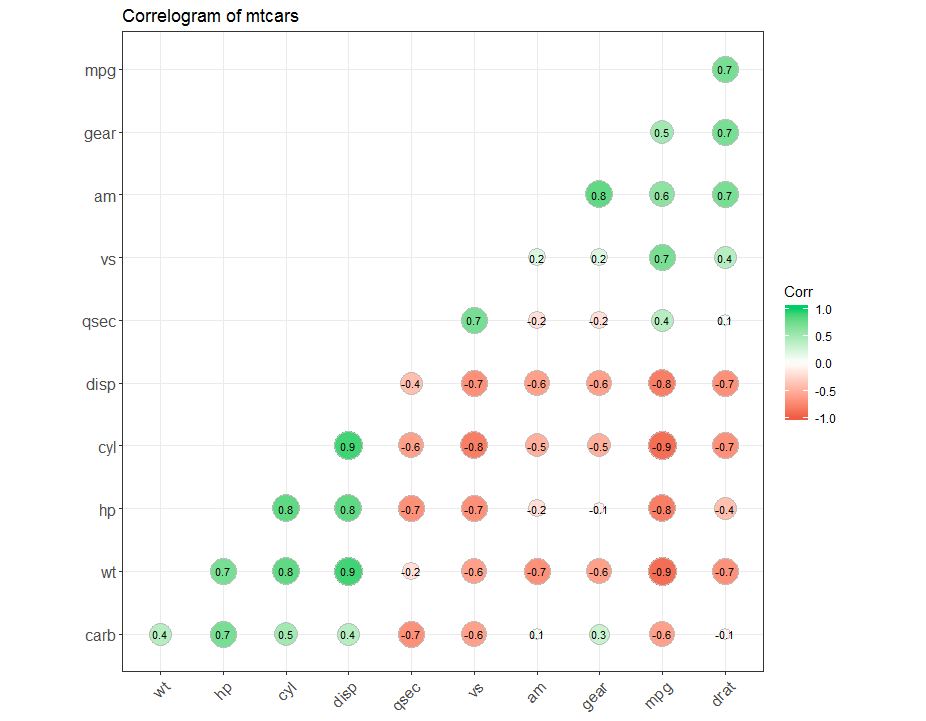 Correlogram of mtcars
mpg 0.7
gear 0.5 0.7
am 0.8 0.6 0.7
vs 0.2 0.2 0.7 0.4
qsec 0.7 -0.2 -0.2 0.4 0.1
disp -0.4 -0.7 -0.6 -0.6 -0.8 -0.7
cyl 0.9 -0.6 -0.8 -0.5 -0.5 -0.9 -0.7
hp 0.8 0.8 -0.7 -0.7 -0.2 -0.1 -0.8 -0.4
wt 0.7 0.8 0.9 -0.2 -0.6 -0.7 -0.6 -0.9 -0.7
carb 0.4 0.7 0.5 0.4 -0.7 -0.6 0.1 0.3 -0.6 -0.1
wt hp cyl disp qsec vs am gear mpg drat
Corr
1.0
0.5
0.0
-0.5
-1.0